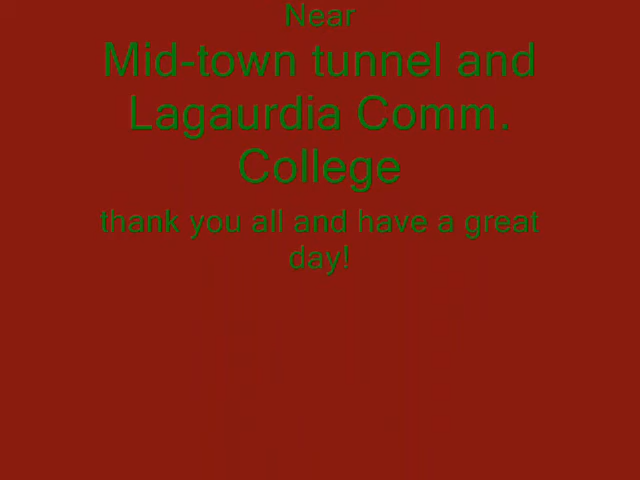 Near
Mid-town tunnel and
Lagaurdia Comm.
College
thank you all and have a great
day!